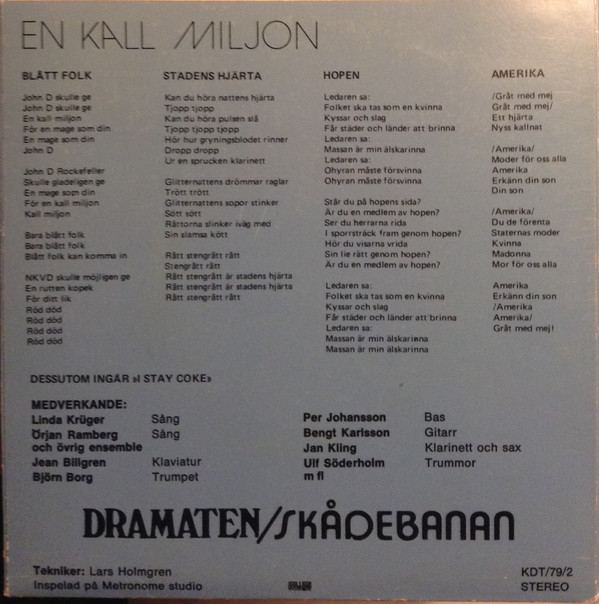 EN KALL MILJON
BLÅTT FOLK
John D skulle ge
John D skulle ge
En kall miljon
För en mage som din
En mage som din
John D
John D Rockefeller
Skulle gladeligen ge
En mage som din
För en kall miljon
Kall miljon
Bara blått folk
Bara blått folk
Blått folk kan komma in
NKVD skulle möjligen ge
En rutten kopek
För ditt lik
Röd död
Röd död
Röd död
Röd död
STADENS HJÄRTA
Kan du höra nattens hjärta
Tjopp tjopp
Kan du höra pulsen slå
Tjopp tjopp tjopp
Hör hur gryningsblodet rinner
Dropp dropp
Ur en sprucken klarinett
Glitternattens drömmar raglar
Trött trött
Glitternattens sopor stinker
Sött sött
Råttorna slinker iväg med
Sin slamsa kött
Rått stengrått rått
Stengrått rått
Rått stengrått är stadens hjärta
Rått stengrått är stadens hjärta
Rått stengrått rått
HOPEN
Ledaren sa:
Folket ska tas som en kvinna
Kyssar och slag
Får städer och länder att brinna
Ledaren sa:
Massan är min älskarinna
Ledaren sa:
Ohyran måste försvinna
Ohyran måste försvinna
Står du på hopens sida?
Är du en medlem av hopen?
Ser du herrarna rida
I sporrsträck fram genom hopen?
Hör du visarna vrida
Sin lie rätt genom hopen?
Är du en medlem av hopen?
Ledaren sa:
Folket ska tas som en kvinna
Kyssar och slag
Får städer och länder att brinna
Ledaren sa:
Massan är min älskarinna
Massan är min älskarinna
AMERIKA
/Gråt med mej
Gråt med mej/
Ett hjärta
Nyss kallnat
/Amerika/
Moder för oss alla
Amerika
Erkänn din son
Din son
/Amerika/
Du de förenta
Staternas moder
Kvinna
Madonna
Mor för oss alla
Amerika
Erkänn din son
/Amerika
Amerika/
Gråt med mej!
DESSUTOM INGÅR »I STAY COKE»
MEDVERKANDE:
Linda Krüger Sång
Örjan Ramberg Sång
och övrig ensemble
Jean Billgren Klaviatur
Björn Borg Trumpet
Per Johansson Bas
Bengt Karlsson Gitarr
Jan Kling Klarinett och sax
Ulf Söderholm Trummor
m fl
DRAMATEN/SKÅDEBANAN
Tekniker: Lars Holmgren
Inspelad på Metronome studio
KDT/79/2
STEREO